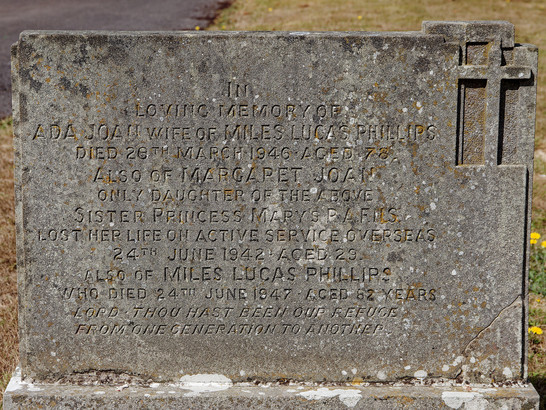 IN
LOVING MEMORY OF
ADA JOAN WIFE OF MILES LUCAS PHILLIPS
DIED 28TH MARCH 1946 · AGED 78.
ALSO OF MARGARET JOAN
ONLY DAUGHTER OF THE ABOVE
SISTER PRINCESS MARY'S R.A.F.N.S.
LOST HER LIFE ON ACTIVE SERVICE OVERSEAS
24TH JUNE 1942 · AGED 29.
ALSO OF MILES LUCAS PHILLIPS
WHO DIED 24TH JUNE 1947 · AGED 82 YEARS
LORD · THOU HAST BEEN OUR REFUGE
FROM ONE GENERATION TO ANOTHER.